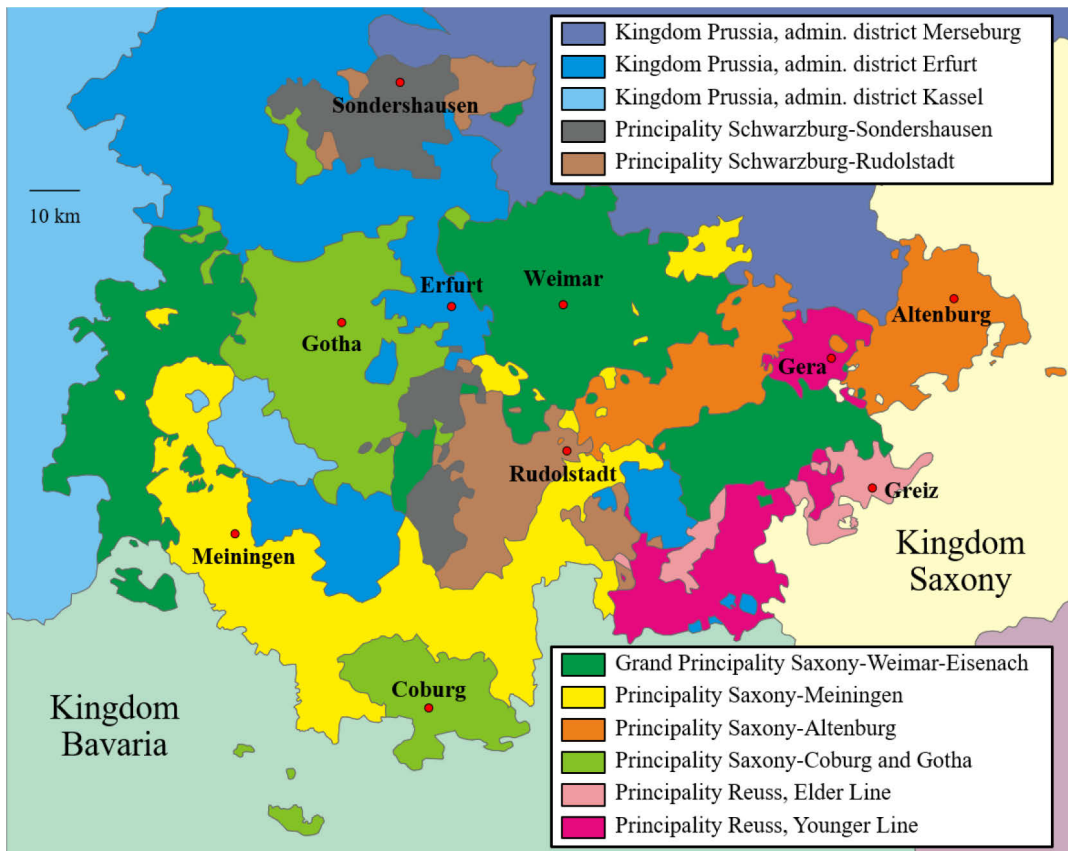 Kingdom Prussia, admin. district Merseburg
Kingdom Prussia, admin. district Erfurt
Kingdom Prussia, admin. district Kassel
Principality Schwarzburg-Sondershausen
Principality Schwarzburg-Rudolstadt
Sondershausen
10 km
Erfurt
Weimar
Altenburg
Gotha
Gera
Rudolstadt
Greiz
Meiningen
Kingdom
Saxony
Coburg
Kingdom
Bavaria
Grand Principality Saxony-Weimar-Eisenach
Principality Saxony-Meiningen
Principality Saxony-Altenburg
Principality Saxony-Coburg and Gotha
Principality Reuss, Elder Line
Principality Reuss, Younger Line